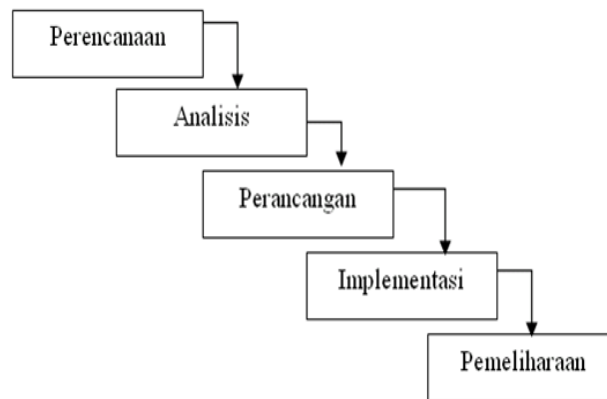 Perencanaan
Analisis
Perancangan
Implementasi
Pemeliharaan